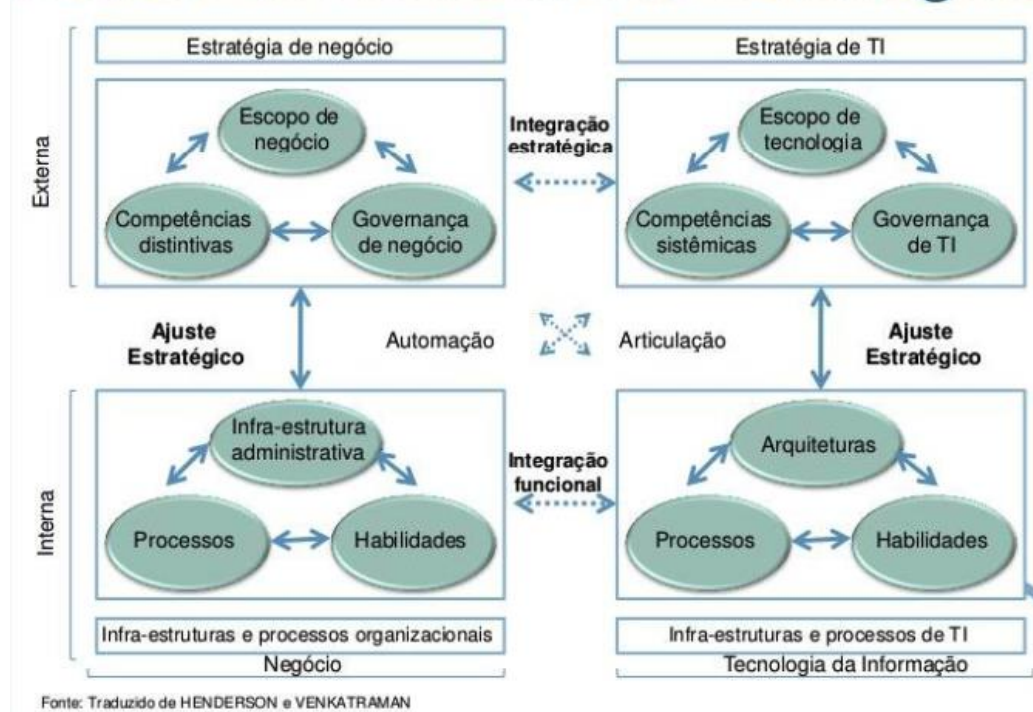 Estratégia de negócio
Estratégia de TI
Externa
Escopo de
negócio
Competências
distintivas
Governança
de negócio
Integração
estratégica
Escopo de
tecnologia
Competências
sistêmicas
Governança
de TI
Ajuste
Estratégico
Automação
Articulação
Ajuste
Estratégico
Interna
Infra-estrutura
administrativa
Processos
Habilidades
Integração
funcional
Arquiteturas
Processos
Habilidades
Infra-estruturas e processos organizacionais
Infra-estruturas e processos de TI
Negócio
Tecnologia da Informação
Fonte: Traduzido de HENDERSON e VENKATRAMAN